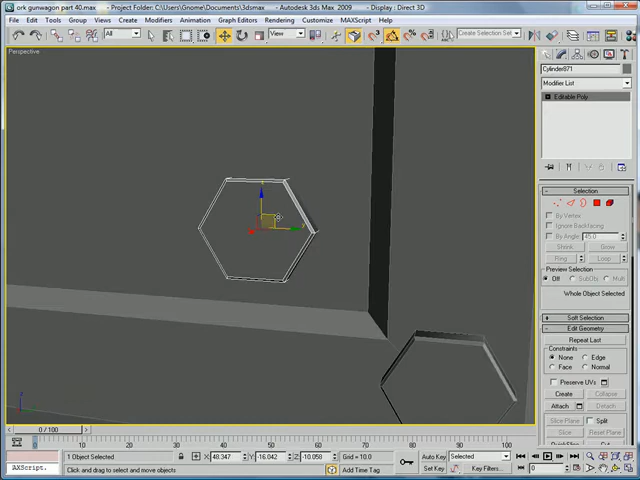 ork gunwagon part 40.max - Project Folder: C:\Users\Gnome\Documents\3dsmax - Autodesk 3ds Max 2009 - Display : Direct 3D
File Edit Tools Group Views Create Modifiers Animation Graph Editors Rendering Customize MAXScript Help
All View Create Selection Set
Perspective
Cylinder871
Modifier List
Editable Poly
Selection
By Vertex
Ignore Backfacing
By Angle: 45.0
Shrink Grow
Ring Loop
Preview Selection
Off SubObj Multi
Whole Object Selected
Soft Selection
Edit Geometry
Repeat Last
Constraints
None Edge
Face Normal
Preserve UVs
Create Collapse
Attach Detach
Slice Plane Split
Slice Reset Plane
QuickSlice Cut
0 / 100
0 10 20 30 40 50 60 70 80 90 100
AXScript. 1 Object Selected X: 48.347 Y: -16.042 Z: -10.058 Grid = 10.0 Auto Key Selected
Click and drag to select and move objects Add Time Tag Set Key Key Filters... 0